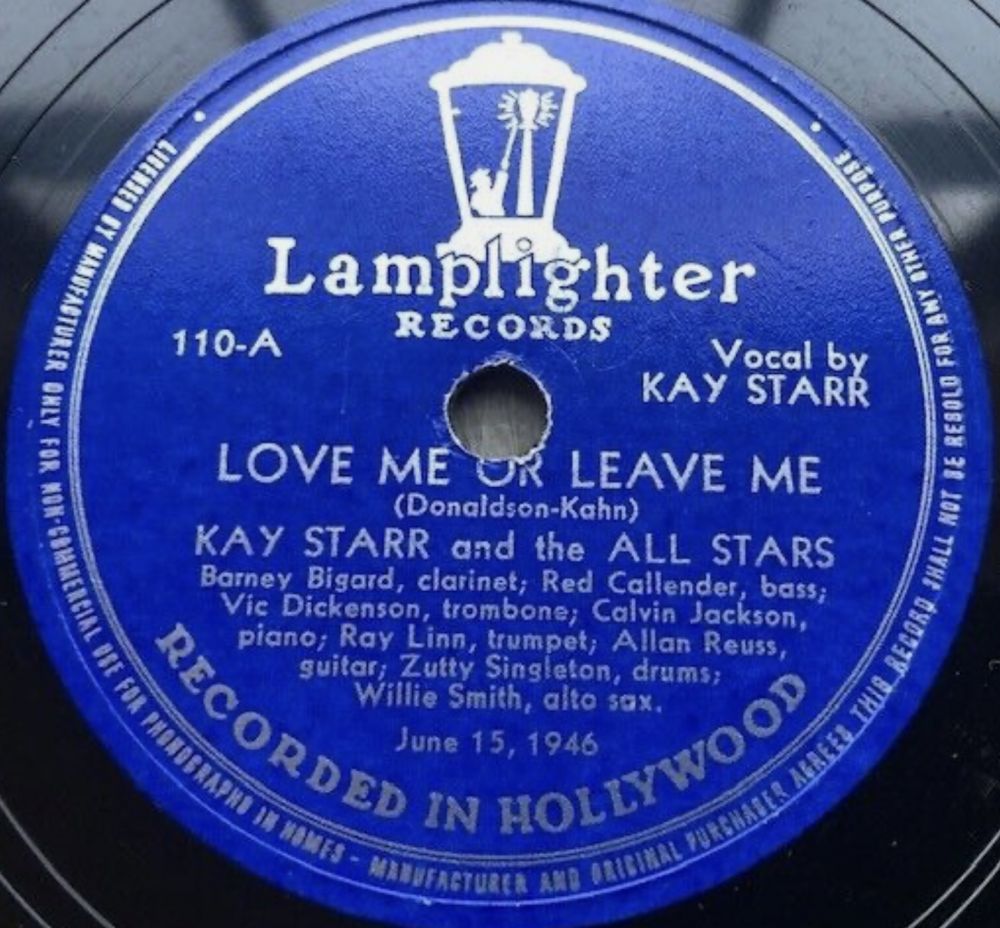 Lamplighter
RECORDS
110-A
Vocal by
KAY STARR
LOVE ME OR LEAVE ME
(Donaldson-Kahn)
KAY STARR and the ALL STARS
Barney Bigard, clarinet; Red Callender, bass;
Vic Dickenson, trombone; Calvin Jackson,
piano; Ray Linn, trumpet; Allan Reuss,
guitar; Zutty Singleton, drums;
Willie Smith, alto sax.
June 15, 1946
RECORDED IN HOLLYWOOD
LICENSED BY MANUFACTURER ONLY FOR NON-COMMERCIAL USE FOR PHONOGRAPHS IN HOMES - MANUFACTURER AND ORIGINAL PURCHASER AGREES THIS RECORD SHALL NOT BE RESOLD FOR ANY OTHER PURPOSE